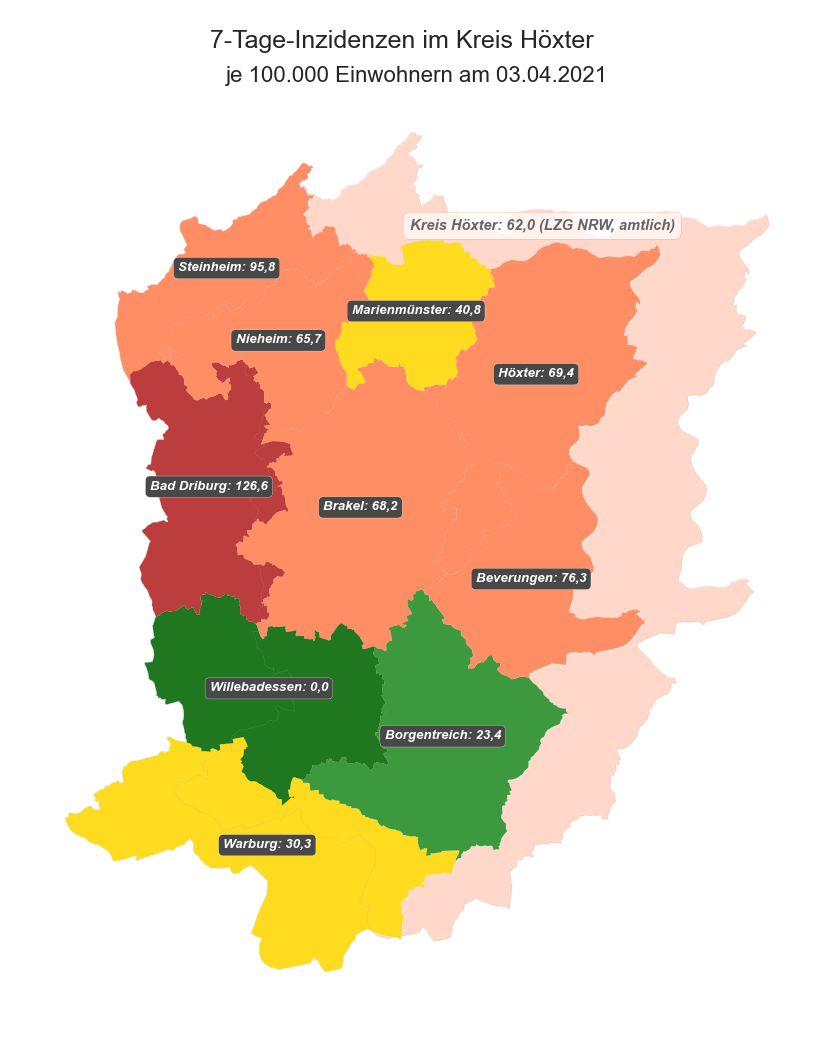 7-Tage-Inzidenzen im Kreis Höxter
je 100.000 Einwohnern am 03.04.2021
Kreis Höxter: 62,0 (LZG NRW, amtlich)
Steinheim: 95,8
Marienmünster: 40,8
Nieheim: 65,7
Höxter: 69,4
Bad Driburg: 126,6
Brakel: 68,2
Beverungen: 76,3
Willebadessen: 0,0
Borgentreich: 23,4
Warburg: 30,3